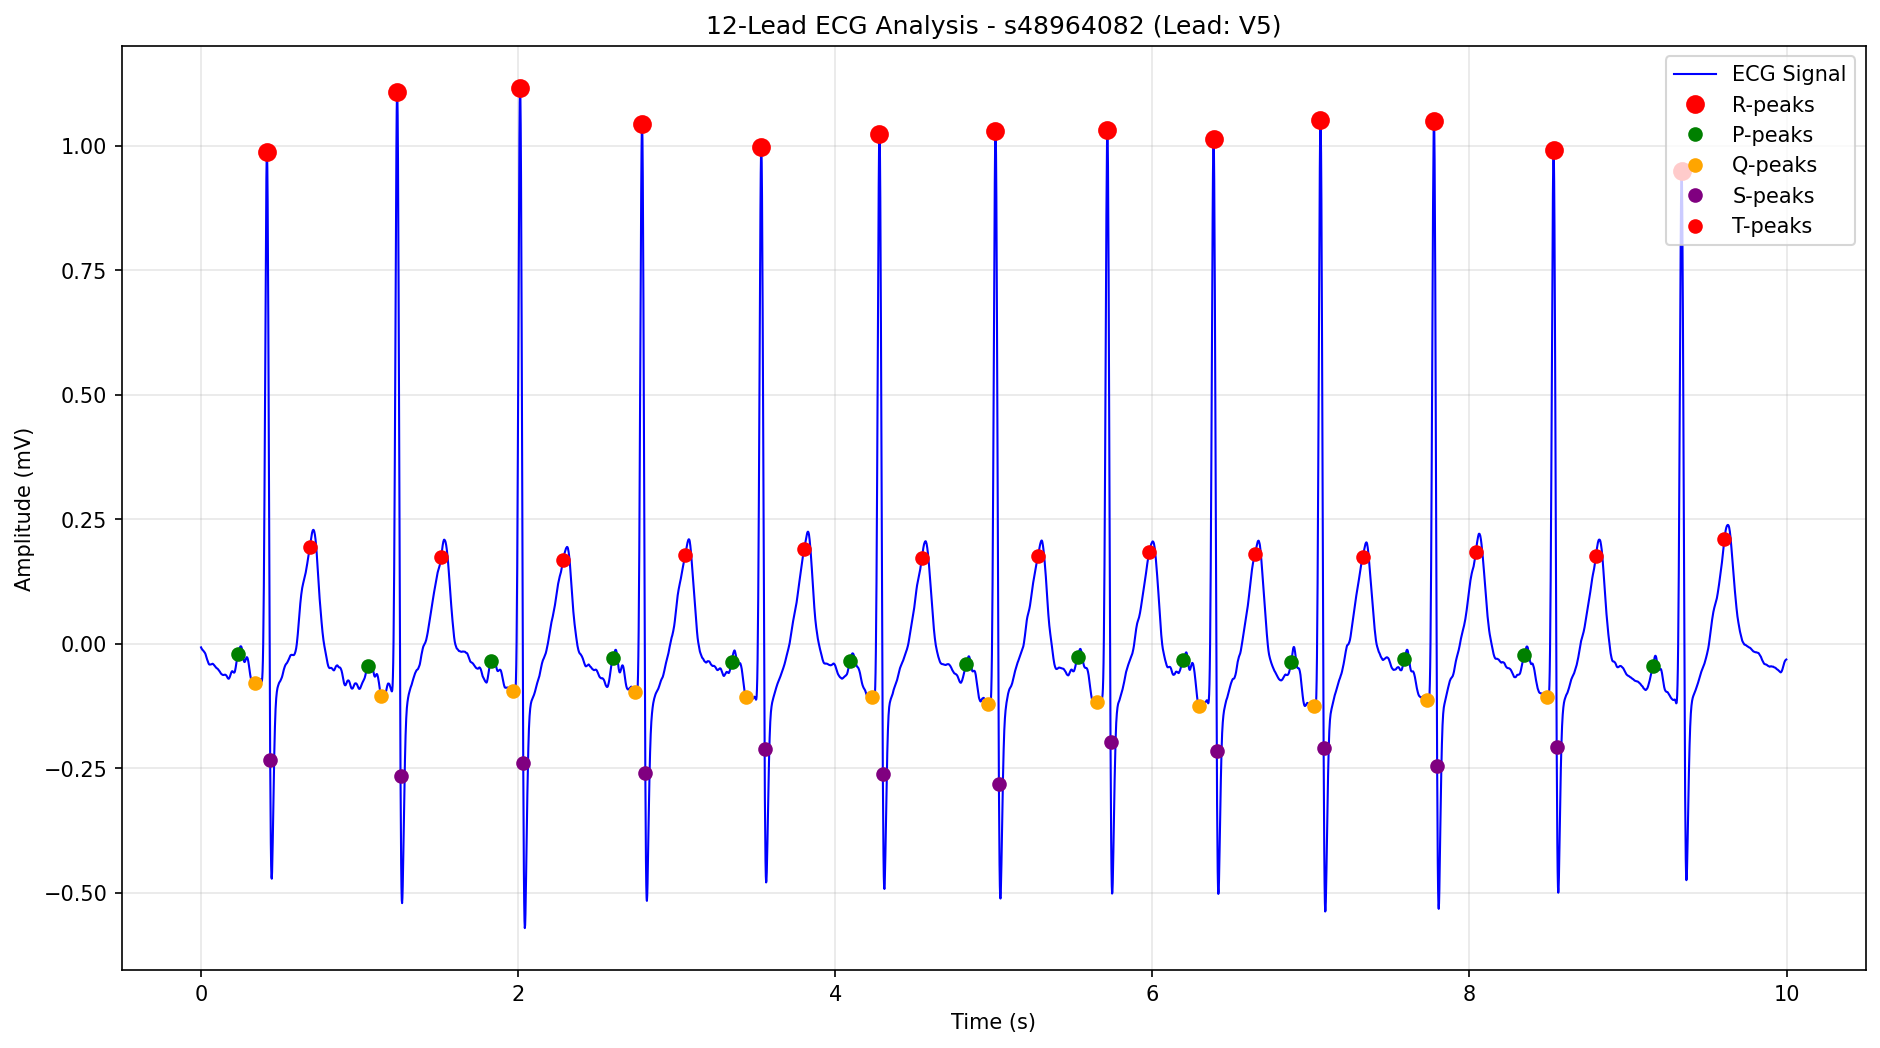 12-Lead ECG Analysis - s48964082 (Lead: V5)
ECG Signal
R-peaks
P-peaks
Q-peaks
S-peaks
T-peaks
Amplitude (mV)
1.00
0.75
0.50
0.25
0.00
−0.25
−0.50
0 2 4 6 8 10
Time (s)